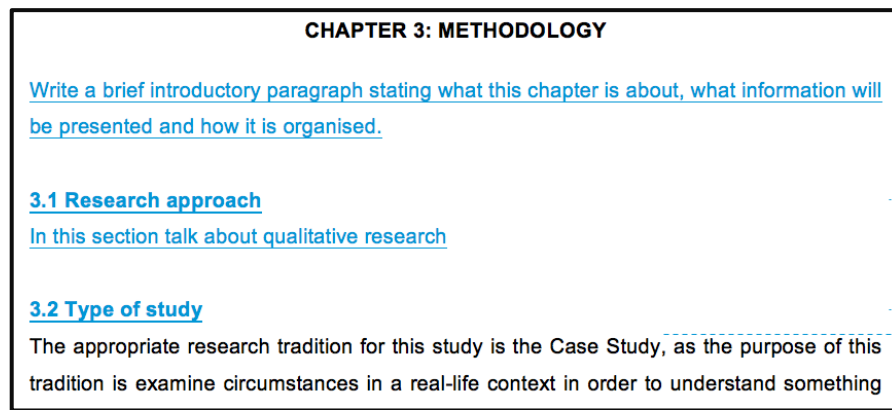 CHAPTER 3: METHODOLOGY
Write a brief introductory paragraph stating what this chapter is about, what information will
be presented and how it is organised.
3.1 Research approach
In this section talk about qualitative research
3.2 Type of study
The appropriate research tradition for this study is the Case Study, as the purpose of this
tradition is examine circumstances in a real-life context in order to understand something